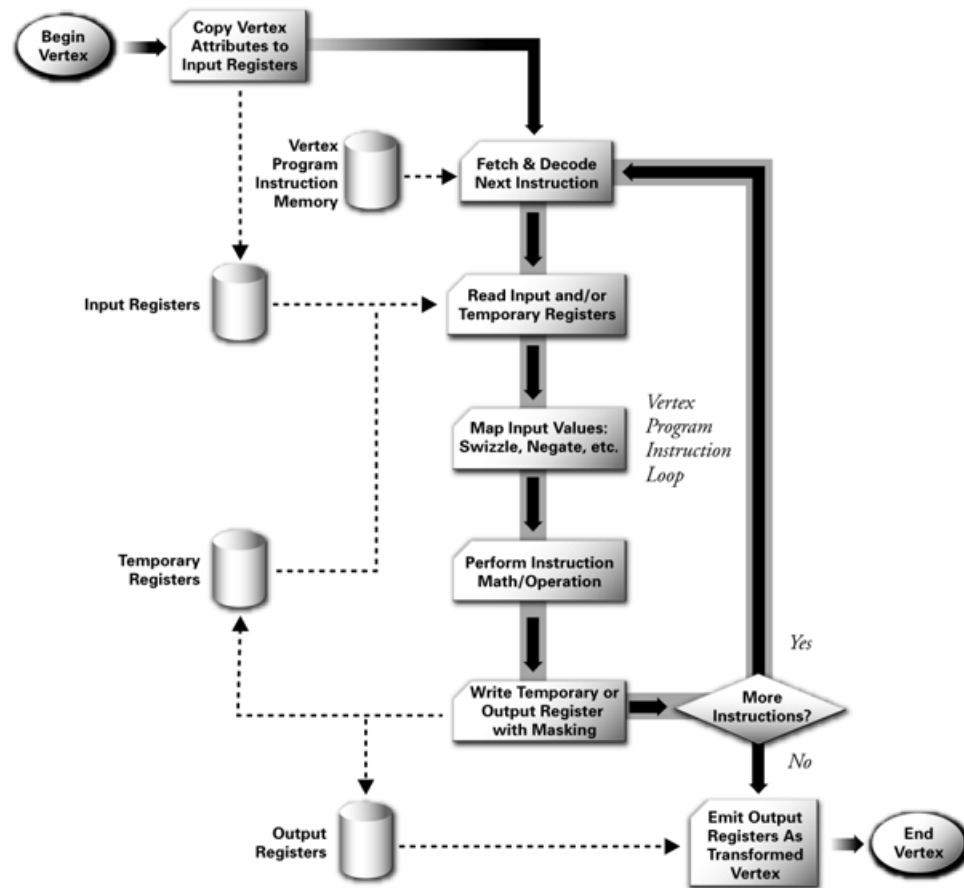 Begin
Vertex
Copy Vertex
Attributes to
Input Registers
Vertex
Program
Instruction
Memory
Fetch & Decode
Next Instruction
Input Registers
Read Input and/or
Temporary Registers
Map Input Values:
Swizzle, Negate, etc.
Vertex
Program
Instruction
Loop
Temporary
Registers
Perform Instruction
Math/Operation
Yes
Write Temporary or
Output Register
with Masking
More
Instructions?
No
Output
Registers
Emit Output
Registers As
Transformed
Vertex
End
Vertex